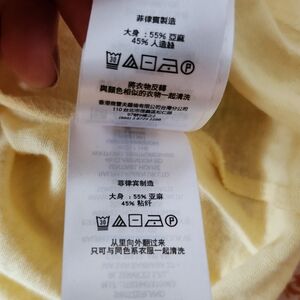 菲律賓製造
大身：55% 亞麻
45% 人造絲
將衣物反轉
與顏色相似的衣物一起清洗
菲律宾制造
大身：55% 亚麻
45% 粘纤
从里向外翻过来
只可与同色系衣服一起清洗